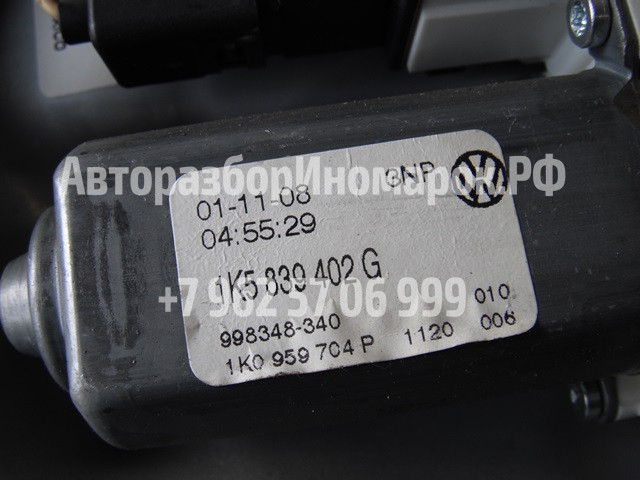 АвторазборИномарок.РФ
01-11-08
3NP
04:55:29
1K5 839 402 G
+7 902 57 06 999
998348-340
010
1K0 959 704 P 1120 006